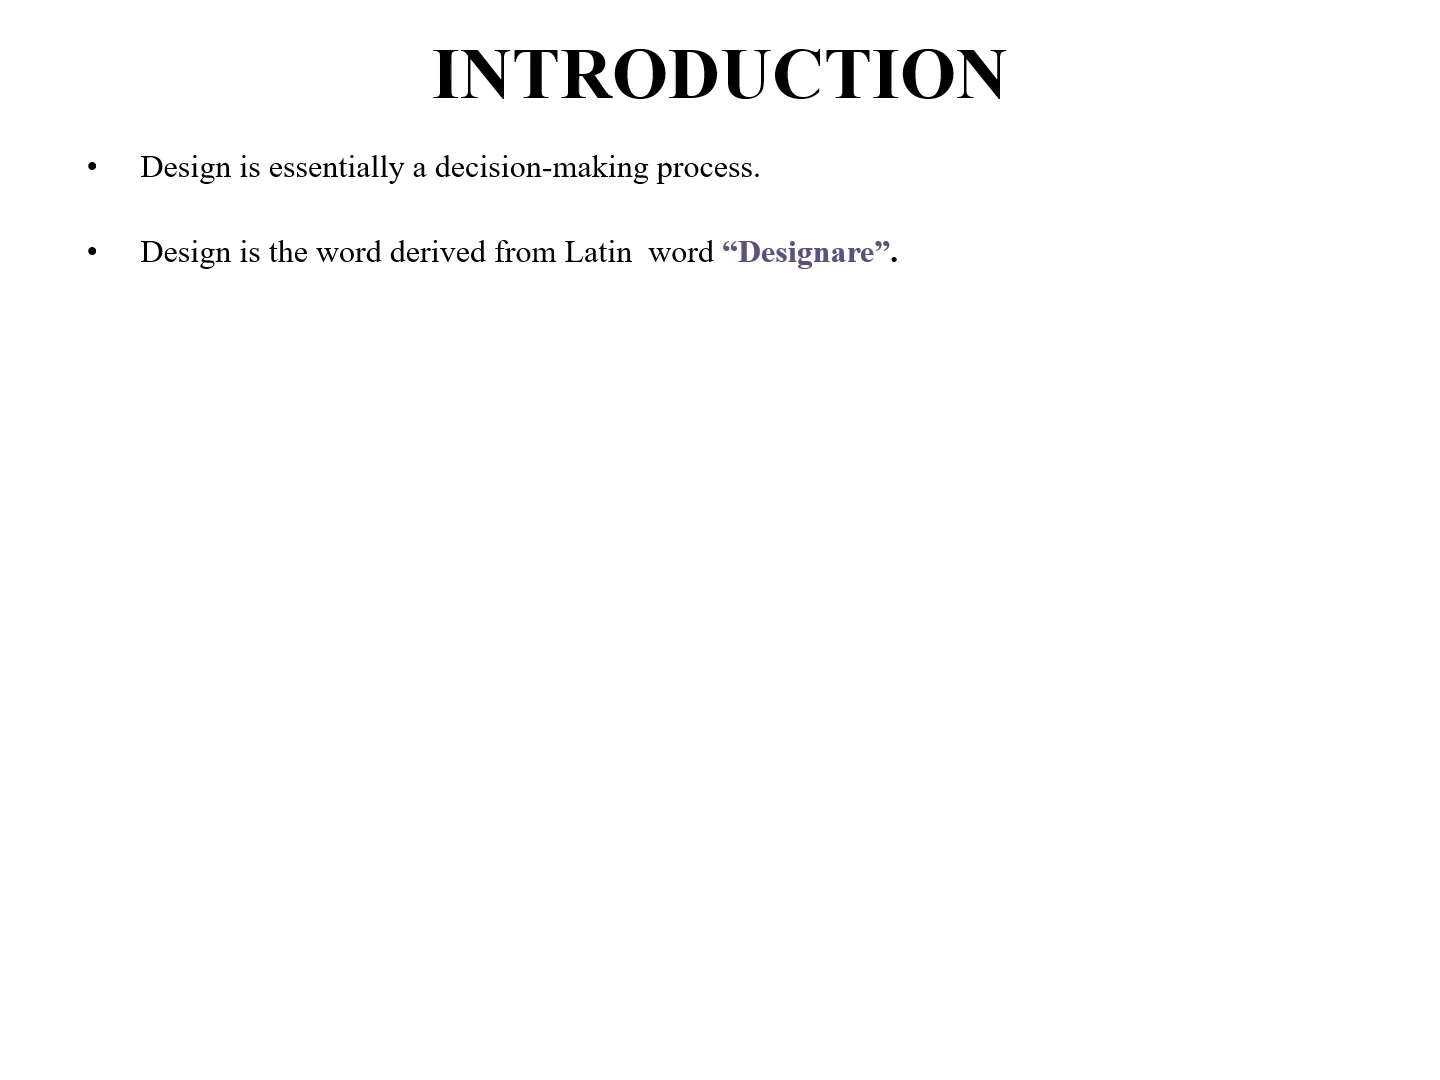 INTRODUCTION
• Design is essentially a decision-making process.
• Design is the word derived from Latin  word “Designare”.